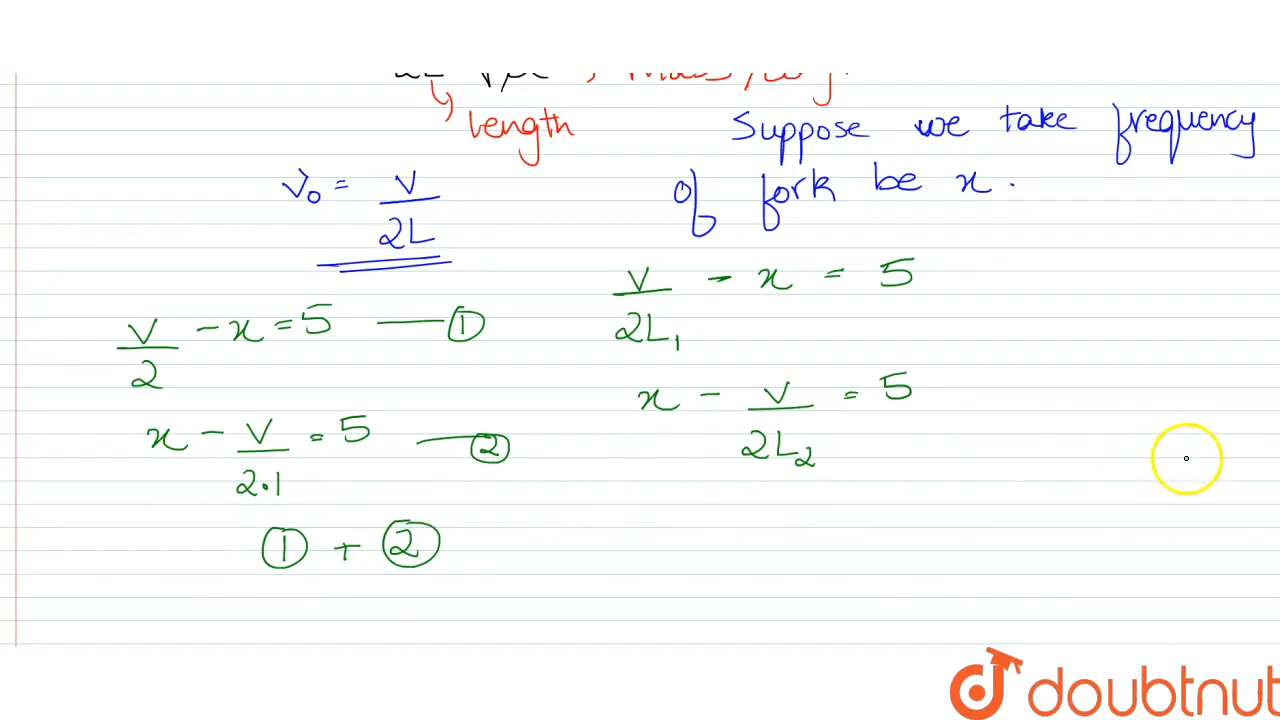 length
Suppose we take frequency
of fork be x.
ν₀ = v/2L
v/2L₁ - x = 5
v/2 - x = 5 — ①
x - v/2L₂ = 5
x - v/2.1 = 5 — ②
① + ②
doubtnut